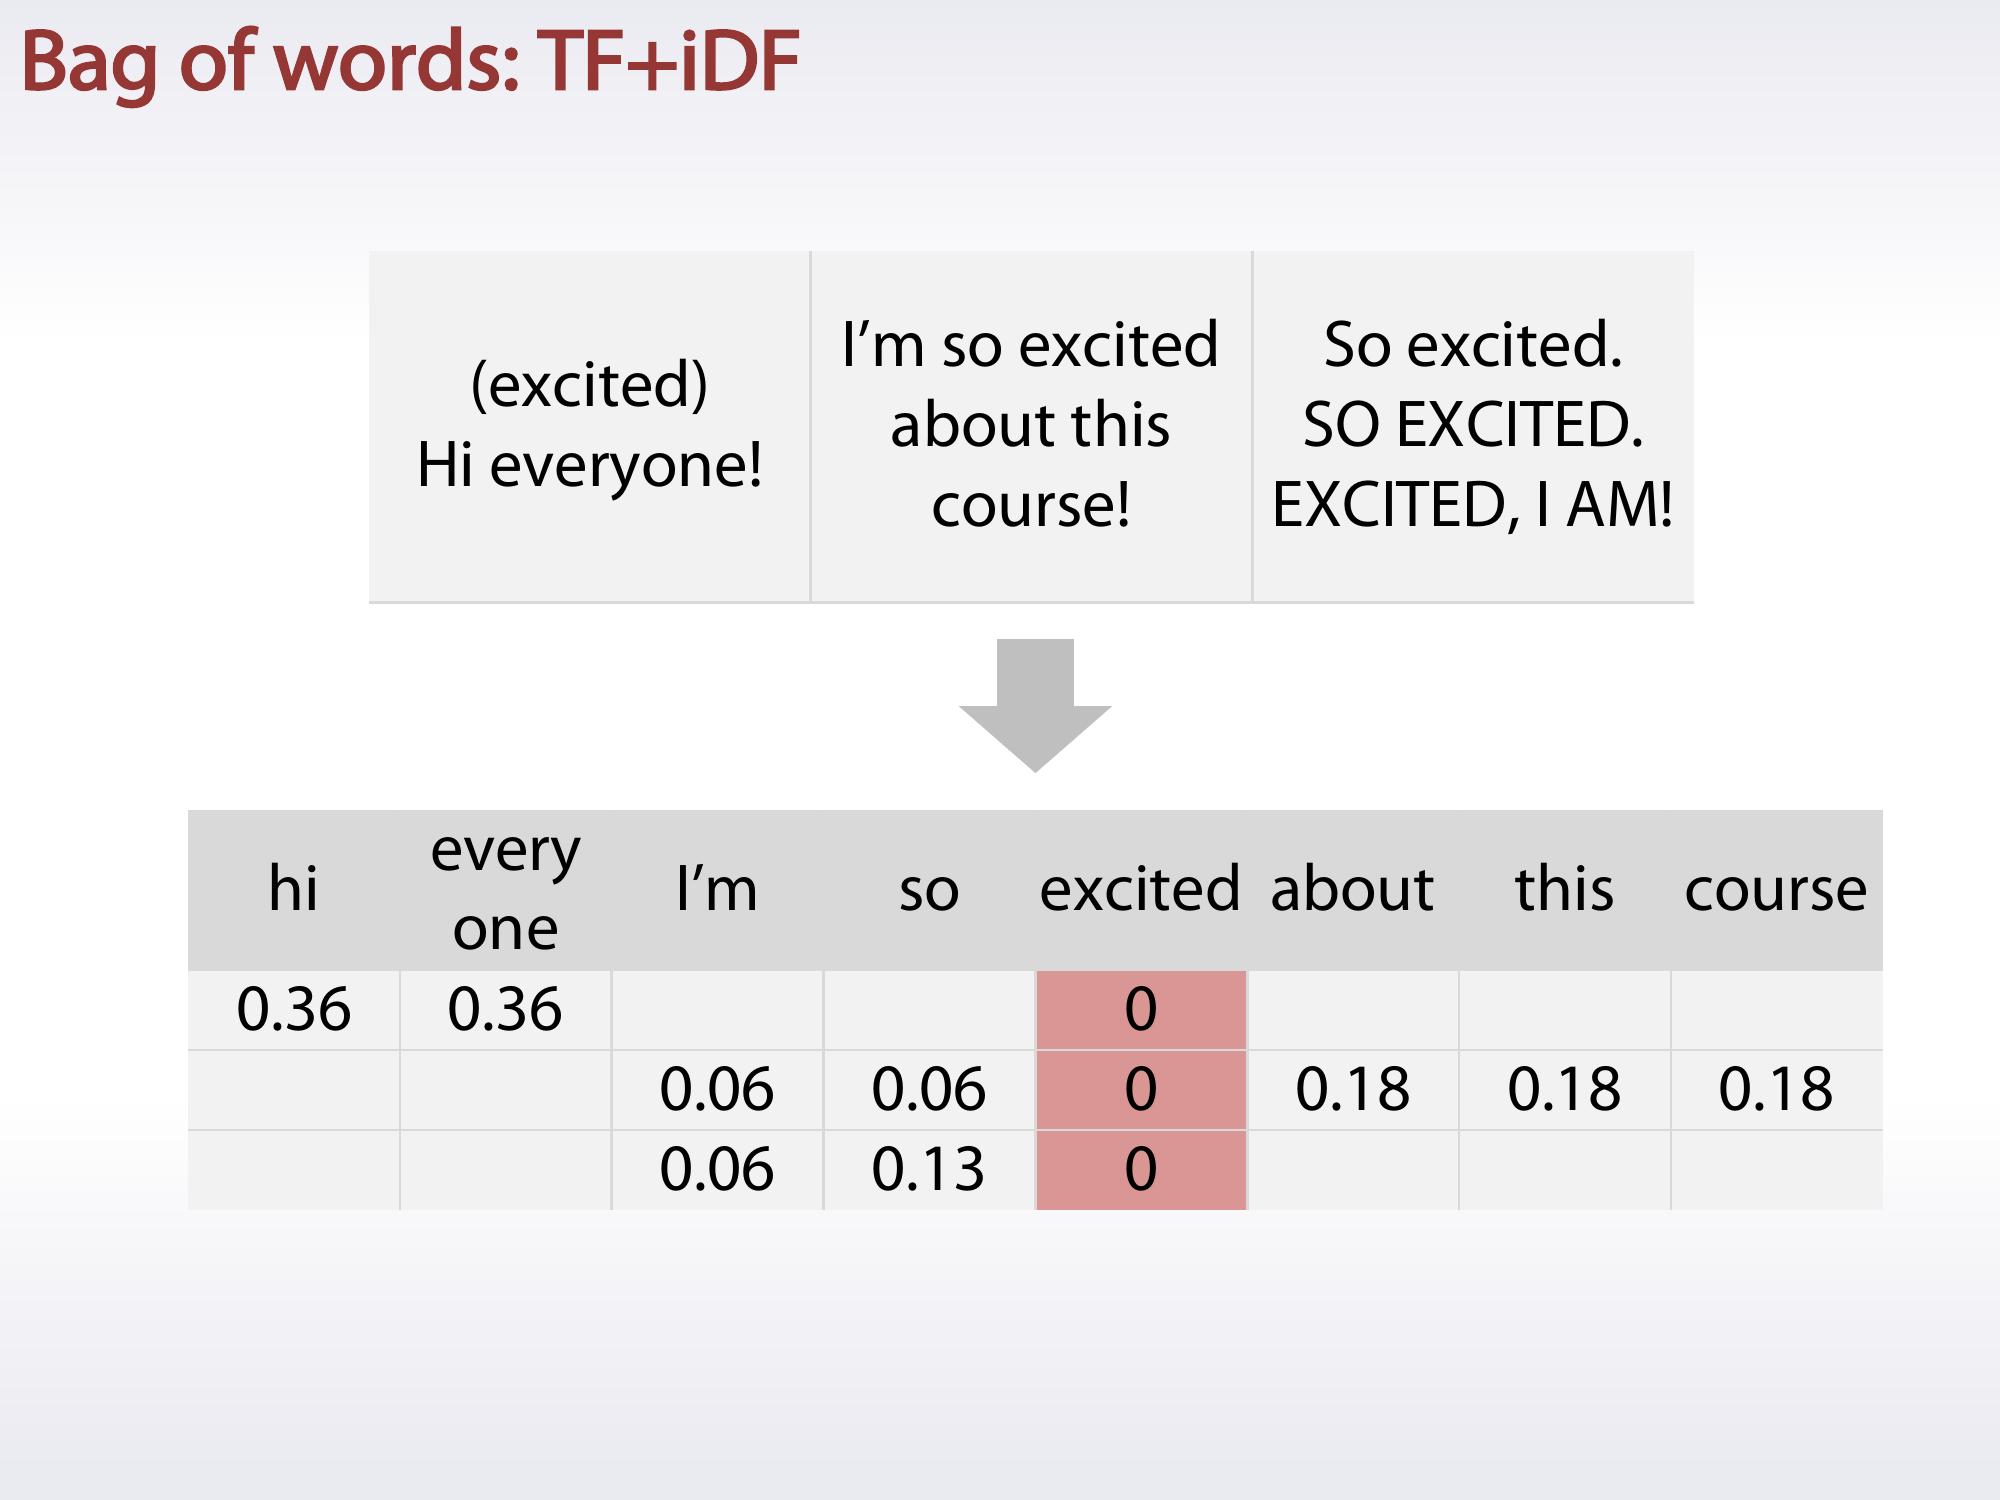 Bag of words: TF+iDF
(excited)
Hi everyone!
I’m so excited
about this
course!
So excited.
SO EXCITED.
EXCITED, I AM!
hi every one I’m so excited about this course
0.36 0.36 0
0.06 0.06 0 0.18 0.18 0.18
0.06 0.13 0